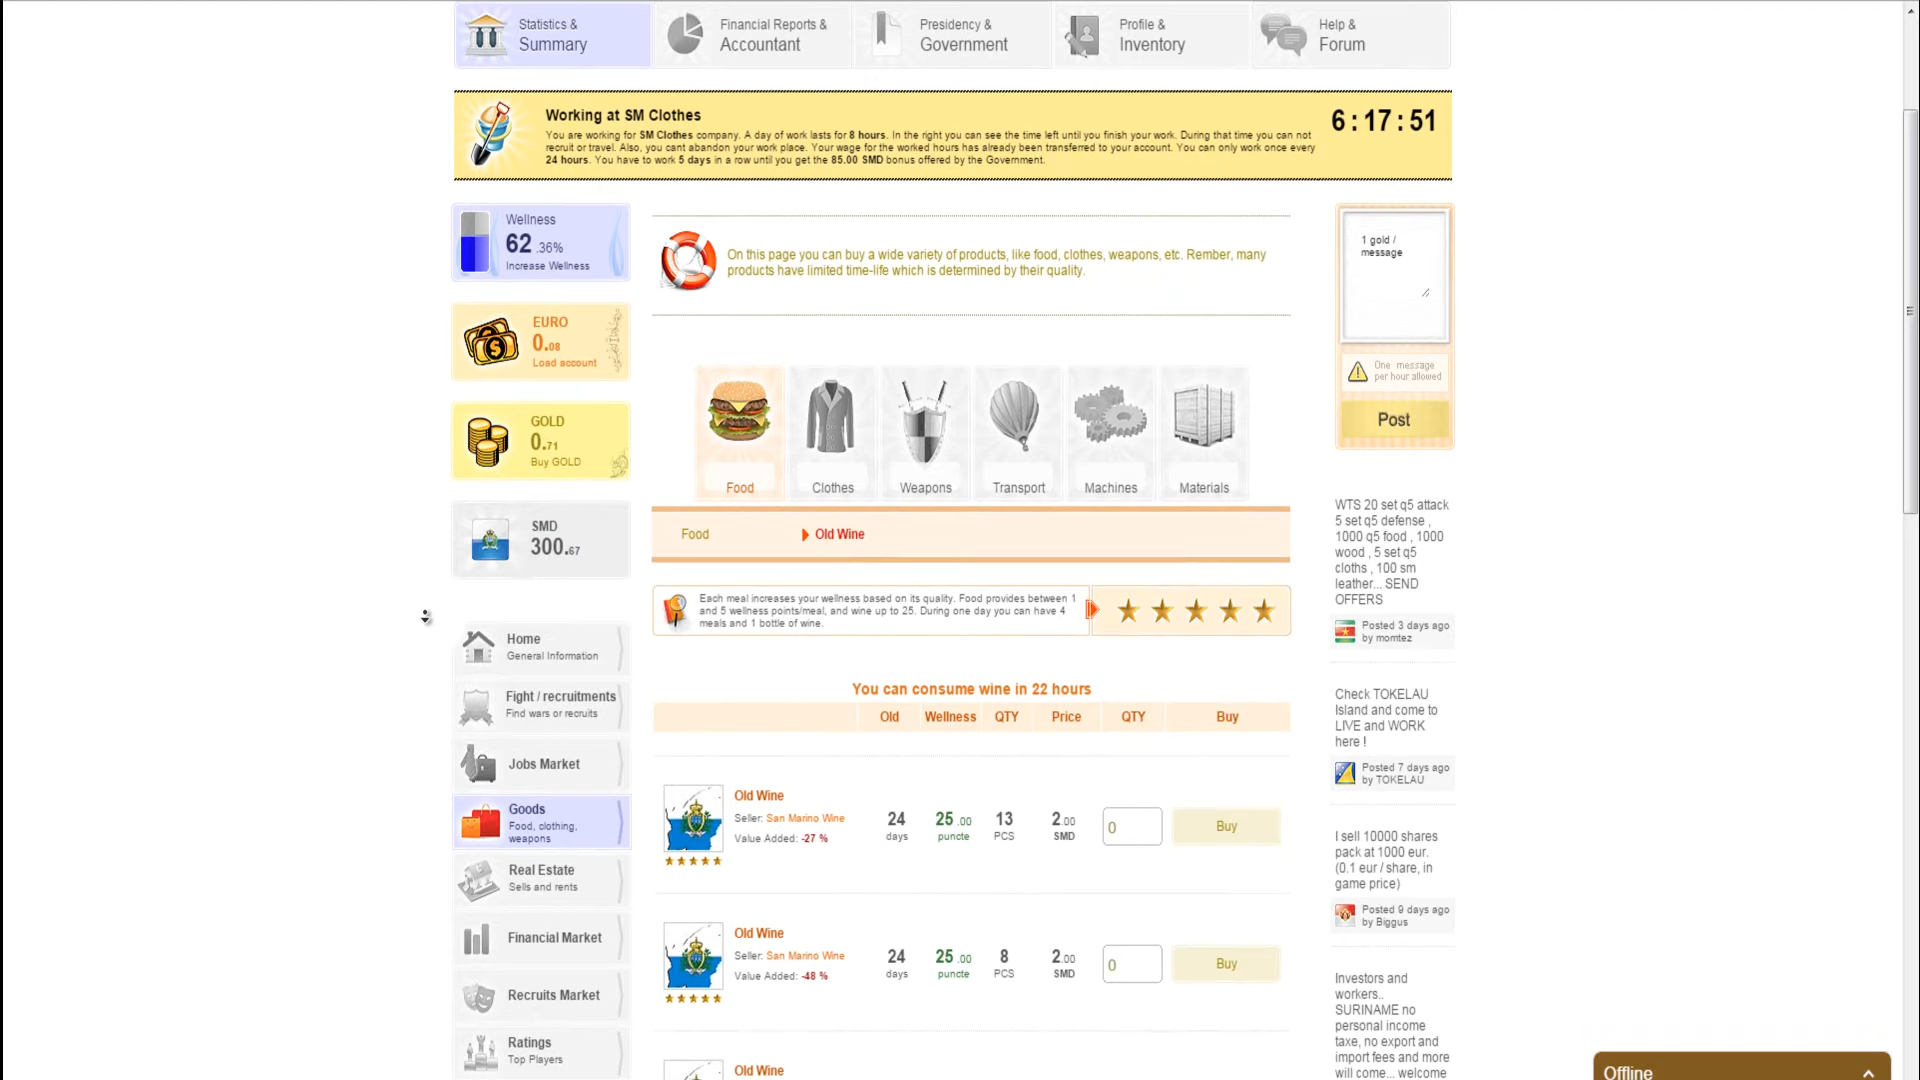 Statistics &
Summary
Financial Reports &
Accountant
Presidency &
Government
Profile &
Inventory
Help &
Forum
Working at SM Clothes
You are working for SM Clothes company. A day of work lasts for 8 hours. In the right you can see the time left until you finish your work. During that time you can not
recruit or travel. Also, you cant abandon your work place. Your wage for the worked hours has already been transferred to your account. You can only work once every
24 hours. You have to work 5 days in a row until you get the 85.00 SMD bonus offered by the Government.
6:17:51
Wellness
62 .36%
Increase Wellness
EURO
0.08
Load account
GOLD
0.71
Buy GOLD
SMD
300.67
Home
General Information
Fight / recruitments
Find wars or recruits
Jobs Market
Goods
Food, clothing,
weapons
Real Estate
Sells and rents
Financial Market
Recruits Market
Ratings
Top Players
On this page you can buy a wide variety of products, like food, clothes, weapons, etc. Rember, many
products have limited time-life which is determined by their quality.
Food
Clothes
Weapons
Transport
Machines
Materials
Food
Old Wine
Each meal increases your wellness based on its quality. Food provides between 1
and 5 wellness points/meal, and wine up to 25. During one day you can have 4
meals and 1 bottle of wine.
You can consume wine in 22 hours
Old Wellness QTY Price QTY Buy
Old Wine
Seller: San Marino Wine
Value Added: -27 %
24
days
25 .00
puncte
13
PCS
2.00
SMD
0
Buy
Old Wine
Seller: San Marino Wine
Value Added: -48 %
24
days
25 .00
puncte
8
PCS
2.00
SMD
0
Buy
Old Wine
1 gold /
message
One message
per hour allowed
Post
WTS 20 set q5 attack
5 set q5 defense ,
1000 q5 food , 1000
wood , 5 set q5
cloths , 100 sm
leather... SEND
OFFERS
Posted 3 days ago
by momtez
Check TOKELAU
Island and come to
LIVE and WORK
here !
Posted 7 days ago
by TOKELAU
I sell 10000 shares
pack at 1000 eur.
(0.1 eur / share, in
game price)
Posted 9 days ago
by Biggus
Investors and
workers..
SURINAME no
personal income
taxe, no export and
import fees and more
will come... welcome
Offline